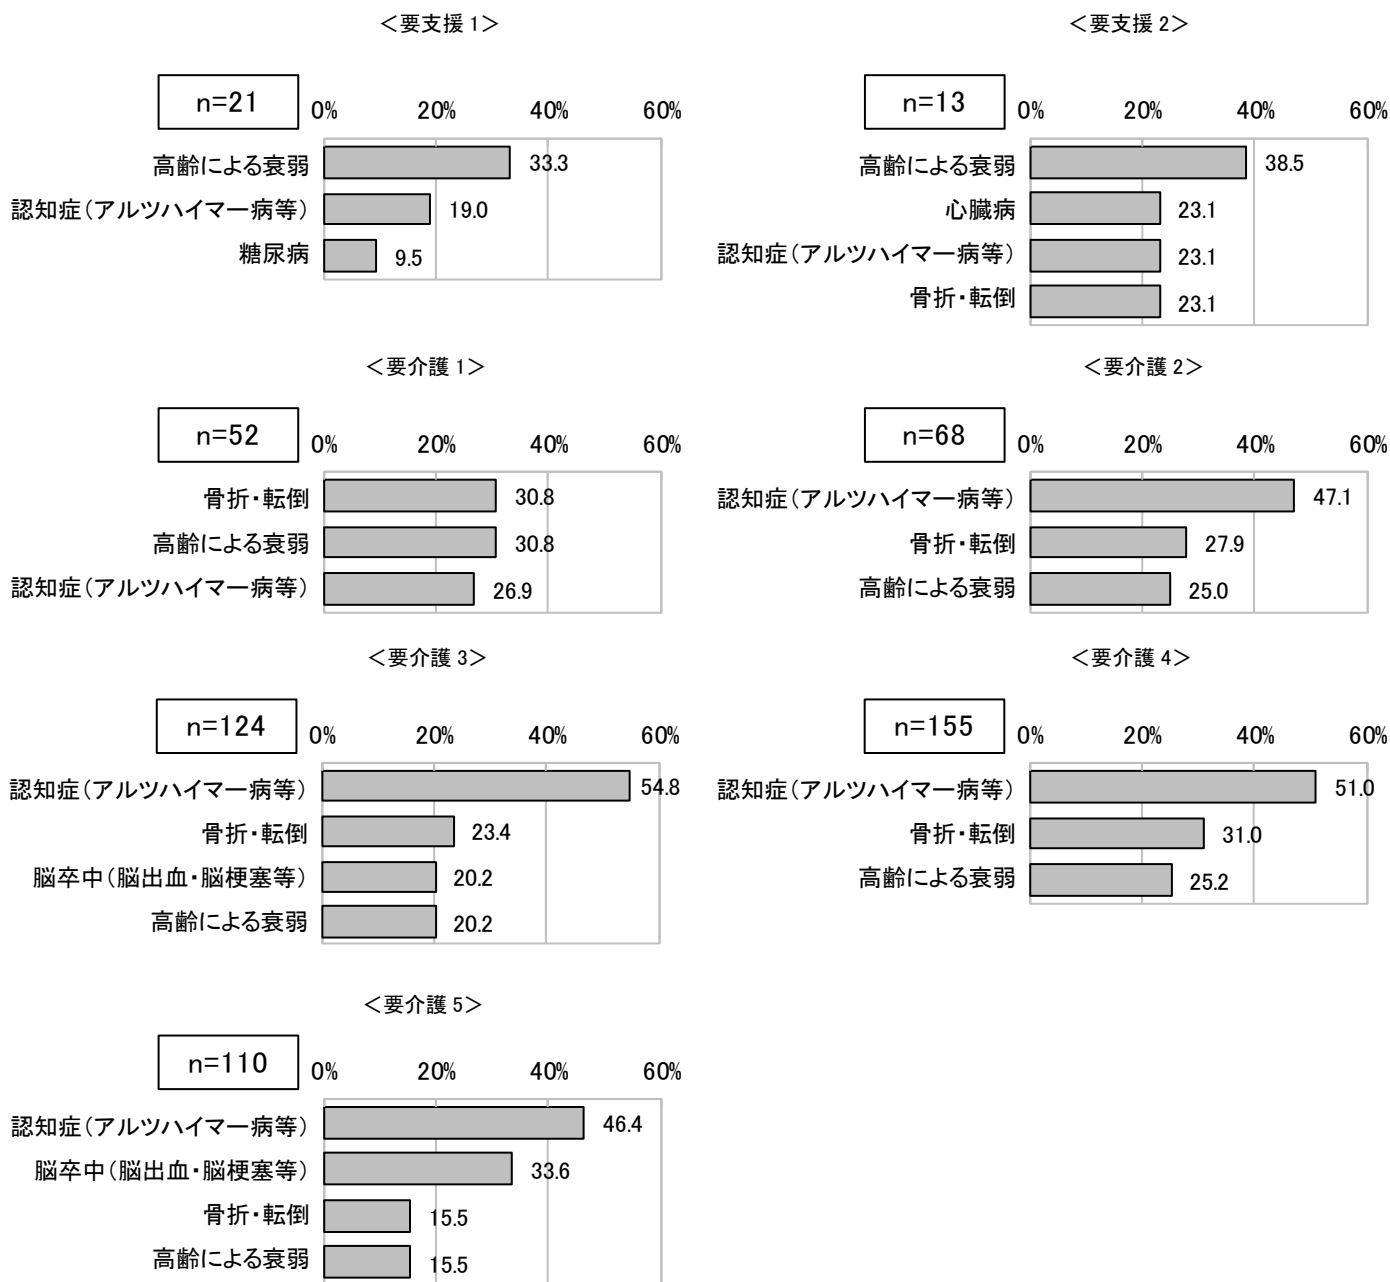 ＜要支援1＞
n=21
0% 20% 40% 60%
高齢による衰弱 33.3
認知症（アルツハイマー病等） 19.0
糖尿病 9.5
＜要支援2＞
n=13
0% 20% 40% 60%
高齢による衰弱 38.5
心臓病 23.1
認知症（アルツハイマー病等） 23.1
骨折・転倒 23.1
＜要介護1＞
n=52
0% 20% 40% 60%
骨折・転倒 30.8
高齢による衰弱 30.8
認知症（アルツハイマー病等） 26.9
＜要介護2＞
n=68
0% 20% 40% 60%
認知症（アルツハイマー病等） 47.1
骨折・転倒 27.9
高齢による衰弱 25.0
＜要介護3＞
n=124
0% 20% 40% 60%
認知症（アルツハイマー病等） 54.8
骨折・転倒 23.4
脳卒中（脳出血・脳梗塞等） 20.2
高齢による衰弱 20.2
＜要介護4＞
n=155
0% 20% 40% 60%
認知症（アルツハイマー病等） 51.0
骨折・転倒 31.0
高齢による衰弱 25.2
＜要介護5＞
n=110
0% 20% 40% 60%
認知症（アルツハイマー病等） 46.4
脳卒中（脳出血・脳梗塞等） 33.6
骨折・転倒 15.5
高齢による衰弱 15.5